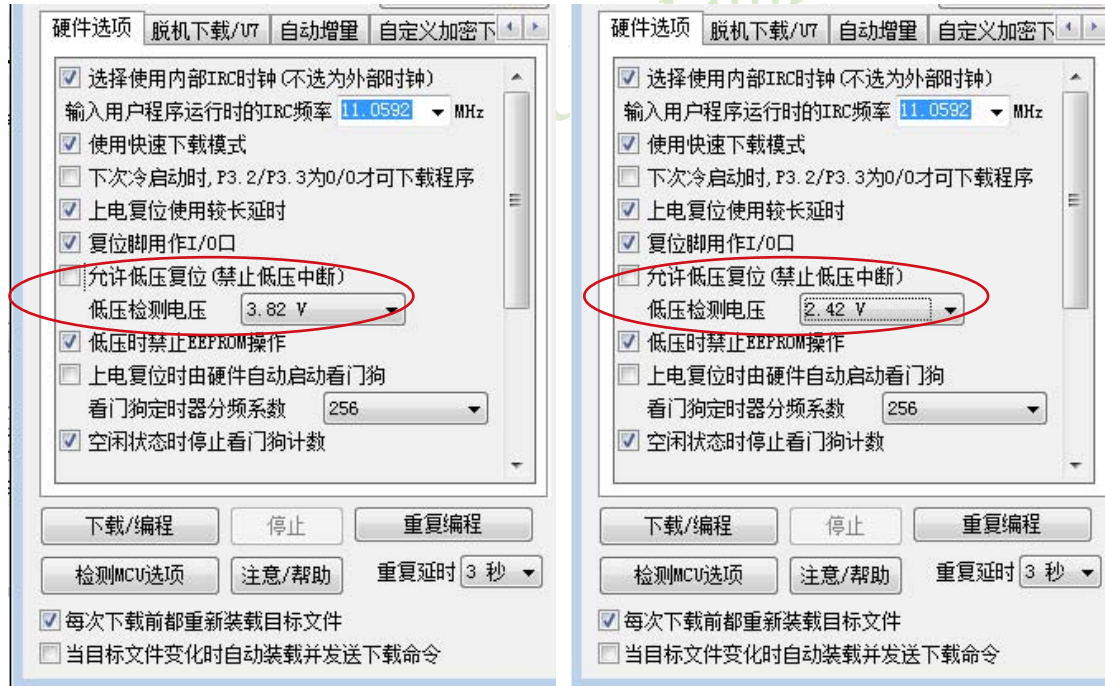 硬件选项 脱机下载/U7 自动增量 自定义加密下
选择使用内部IRC时钟(不选为外部时钟)
输入用户程序运行时的IRC频率 11.0592 MHz
使用快速下载模式
下次冷启动时,P3.2/P3.3为0/0才可下载程序
上电复位使用较长延时
复位脚用作I/O口
允许低压复位(禁止低压中断)
低压检测电压 3.82 V
低压时禁止EEPROM操作
上电复位时由硬件自动启动看门狗
看门狗定时器分频系数 256
空闲状态时停止看门狗计数
下载/编程 停止 重复编程
检测MCU选项 注意/帮助 重复延时 3 秒
每次下载前都重新装载目标文件
当目标文件变化时自动装载并发送下载命令
硬件选项 脱机下载/U7 自动增量 自定义加密下
选择使用内部IRC时钟(不选为外部时钟)
输入用户程序运行时的IRC频率 11.0592 MHz
使用快速下载模式
下次冷启动时,P3.2/P3.3为0/0才可下载程序
上电复位使用较长延时
复位脚用作I/O口
允许低压复位(禁止低压中断)
低压检测电压 2.42 V
低压时禁止EEPROM操作
上电复位时由硬件自动启动看门狗
看门狗定时器分频系数 256
空闲状态时停止看门狗计数
下载/编程 停止 重复编程
检测MCU选项 注意/帮助 重复延时 3 秒
每次下载前都重新装载目标文件
当目标文件变化时自动装载并发送下载命令